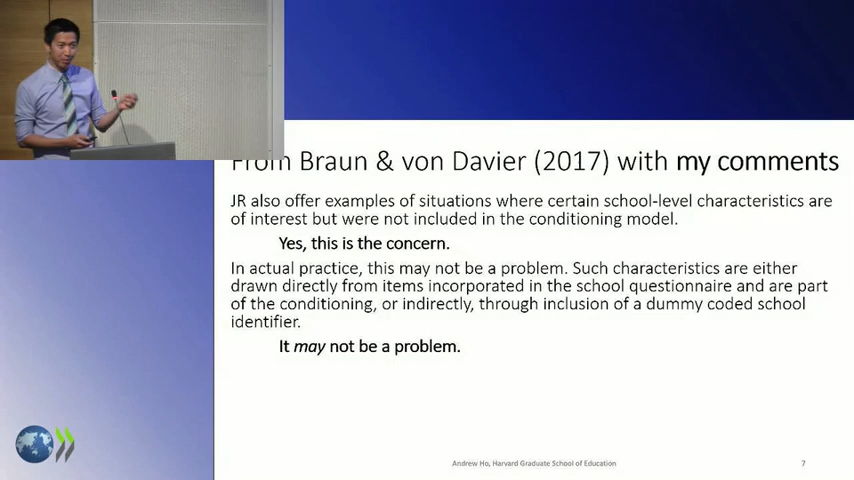 From Braun & von Davier (2017) with my comments
JR also offer examples of situations where certain school-level characteristics are
of interest but were not included in the conditioning model.
Yes, this is the concern.
In actual practice, this may not be a problem. Such characteristics are either
drawn directly from items incorporated in the school questionnaire and are part
of the conditioning, or indirectly, through inclusion of a dummy coded school
identifier.
It may not be a problem.
Andrew Ho, Harvard Graduate School of Education
7